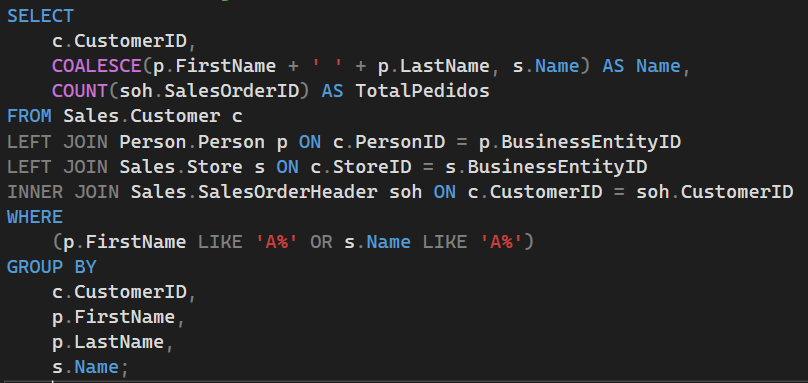 SELECT
    c.CustomerID,
    COALESCE(p.FirstName + ' ' + p.LastName, s.Name) AS Name,
    COUNT(soh.SalesOrderID) AS TotalPedidos
FROM Sales.Customer c
LEFT JOIN Person.Person p ON c.PersonID = p.BusinessEntityID
LEFT JOIN Sales.Store s ON c.StoreID = s.BusinessEntityID
INNER JOIN Sales.SalesOrderHeader soh ON c.CustomerID = soh.CustomerID
WHERE
    (p.FirstName LIKE 'A%' OR s.Name LIKE 'A%')
GROUP BY
    c.CustomerID,
    p.FirstName,
    p.LastName,
    s.Name;